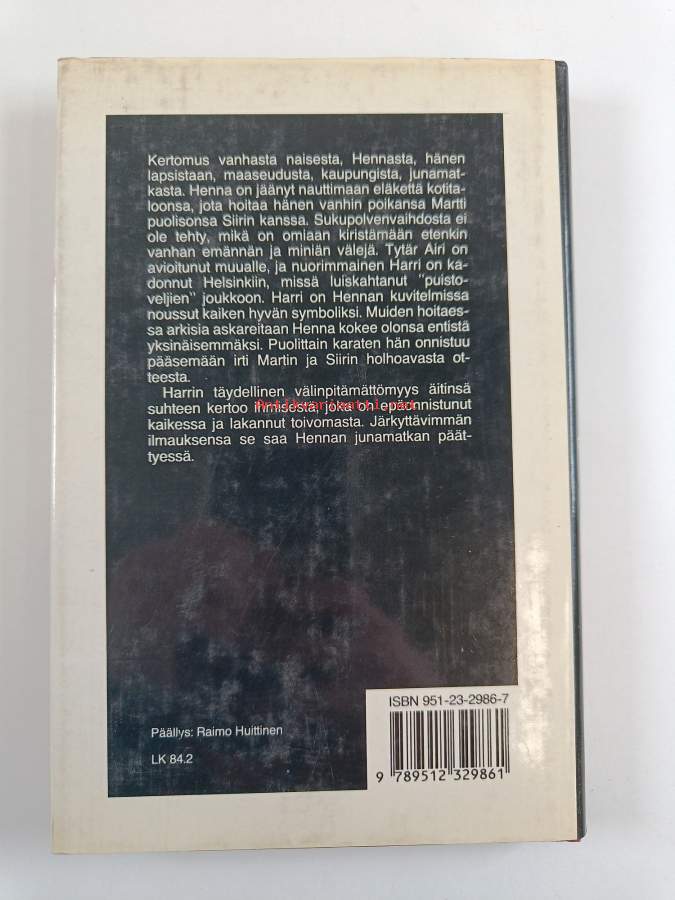 Kertomus vanhasta naisesta, Hennasta, hänen
lapsistaan, maaseudusta, kaupungista, junamat-
kasta. Henna on jäänyt nauttimaan eläkettä kotita-
loonsa, jota hoitaa hänen vanhin poikansa Martti
puolisonsa Siirin kanssa. Sukupolvenvaihdosta ei
ole tehty, mikä on omiaan kiristämään etenkin
vanhan emännän ja miniän välejä. Tytär Airi on
avioitunut muualle, ja nuorimmainen Harri on ka-
donnut Helsinkiin, missä luiskahtanut "puisto-
veljien" joukkoon. Harri on Hennan kuvitelmissa
noussut kaiken hyvän symboliksi. Muiden hoitaes-
sa arkisia askareitaan Henna kokee olonsa entistä
yksinäisemmäksi. Puolittain karaten hän onnistuu
pääsemään irti Martin ja Siirin holhoavasta ot-
teesta.
Harrin täydellinen välinpitämättömyys äitinsä
suhteen kertoo ihmisestä, joka on epäonnistunut
Antikvariaatti.net
kaikessa ja lakannut toivomasta. Järkyttävimmän
ilmauksensa se saa Hennan junamatkan päät-
tyessä.
ISBN 951-23-2986-7
Päällys: Raimo Huittinen
LK 84.2
9 789512 329861